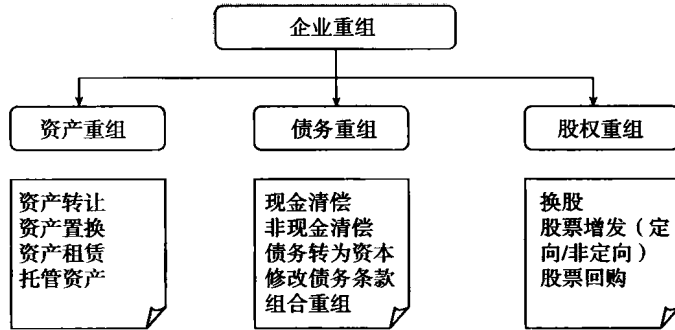 企业重组
资产重组
债务重组
股权重组
资产转让
资产置换
资产租赁
托管资产
现金清偿
非现金清偿
债务转为资本
修改债务条款
组合重组
换股
股票增发（定
向/非定向）
股票回购